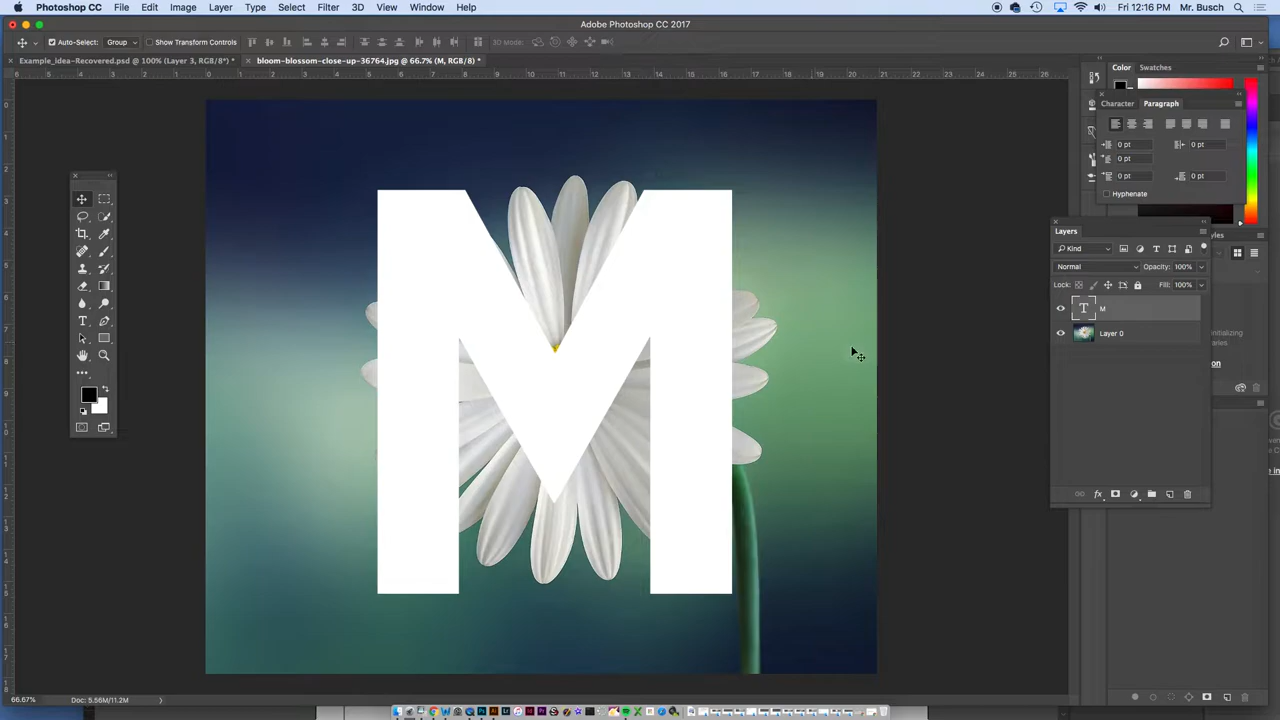 Photoshop CC File Edit Image Layer Type Select Filter 3D View Window Help Fri 12:16 PM Mr. Busch
Adobe Photoshop CC 2017
Auto-Select: Group Show Transform Controls 3D Mode:
Example_idea-Recovered.psd @ 100% (Layer 3, RGB/8*) * bloom-blossom-close-up-36764.jpg @ 66.7% (M, RGB/8) *
Color Swatches
Character Paragraph
0 pt 0 pt
0 pt
0 pt 0 pt
Hyphenate
Layers
Kind
Normal Opacity: 100%
Lock: Fill: 100%
T M
Layer 0
M
66.67% Doc: 5.56M/11.2M